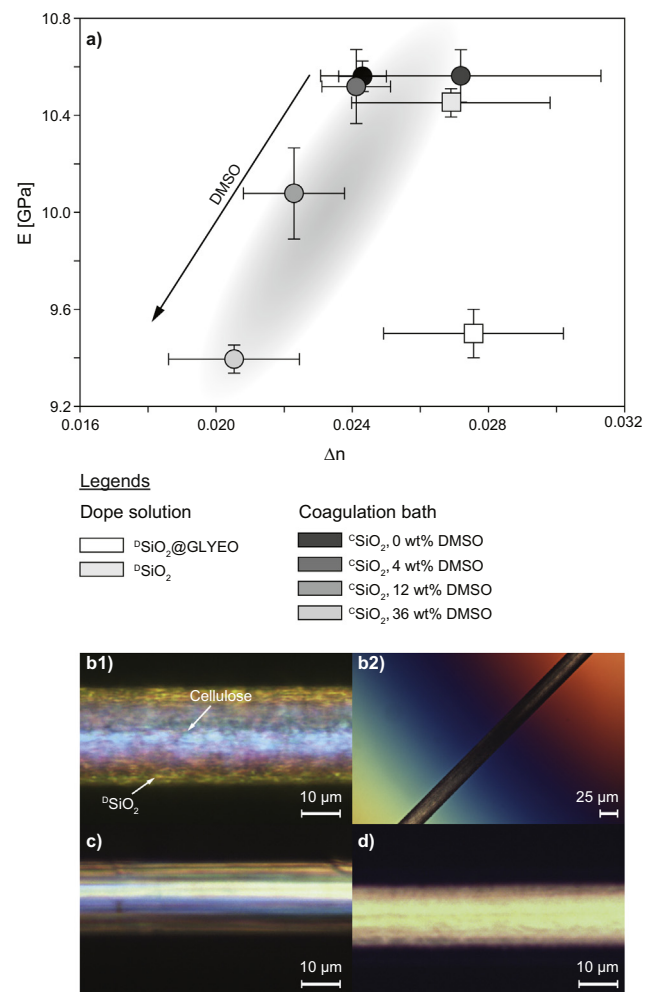 a)
E [GPa]
10.8
10.4
10.0
9.6
9.2
DMSO
0.016 0.020 0.024 0.028 0.032
Δn
Legends
Dope solution
ᴰSiO₂@GLYEO
ᴰSiO₂
Coagulation bath
ᶜSiO₂, 0 wt% DMSO
ᶜSiO₂, 4 wt% DMSO
ᶜSiO₂, 12 wt% DMSO
ᶜSiO₂, 36 wt% DMSO
b1)
Cellulose
ᴰSiO₂
10 µm
b2)
25 µm
c)
10 µm
d)
10 µm